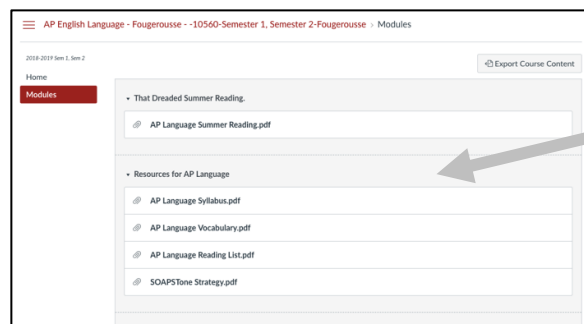 AP English Language - Fougerousse - -10560-Semester 1, Semester 2-Fougerousse › Modules
2018-2019 Sem 1, Sem 2
Export Course Content
Home
Modules
That Dreaded Summer Reading.
AP Language Summer Reading.pdf
Resources for AP Language
AP Language Syllabus.pdf
AP Language Vocabulary.pdf
AP Language Reading List.pdf
SOAPSTone Strategy.pdf